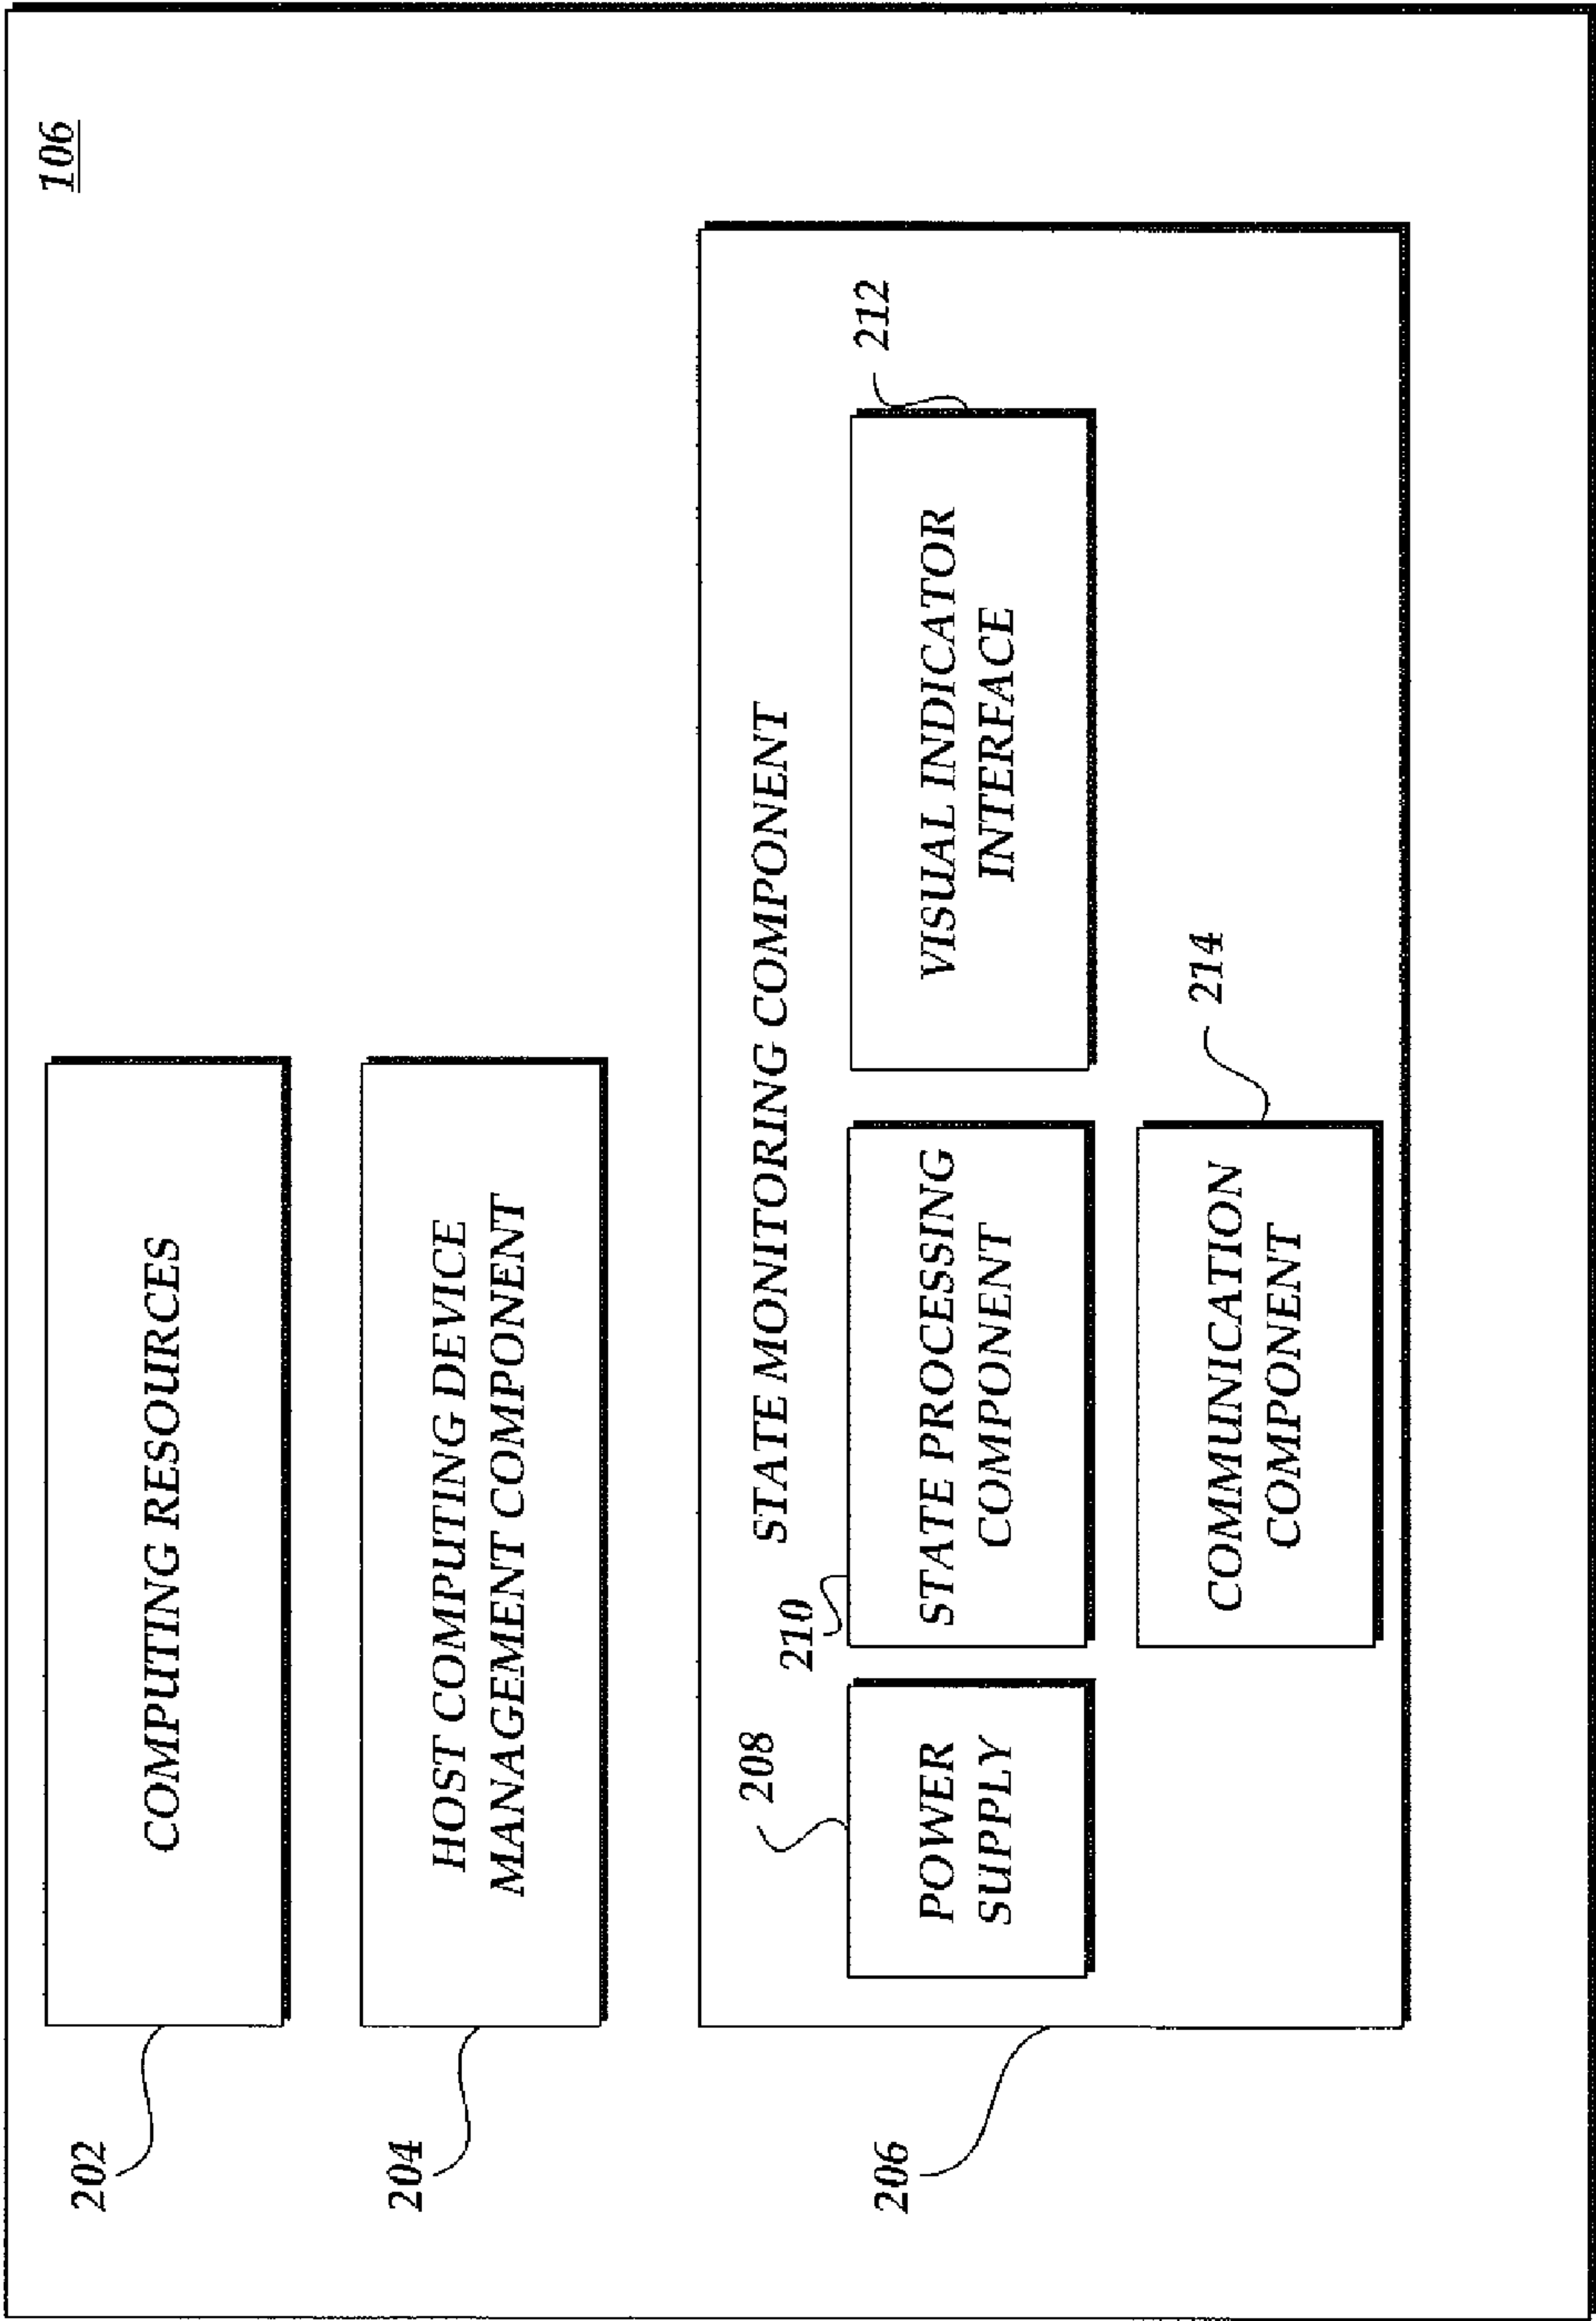 106
202
COMPUTING RESOURCES
204
HOST COMPUTING DEVICE
MANAGEMENT COMPONENT
206
STATE MONITORING COMPONENT
208
POWER
SUPPLY
210
STATE PROCESSING
COMPONENT
212
VISUAL INDICATOR
INTERFACE
214
COMMUNICATION
COMPONENT